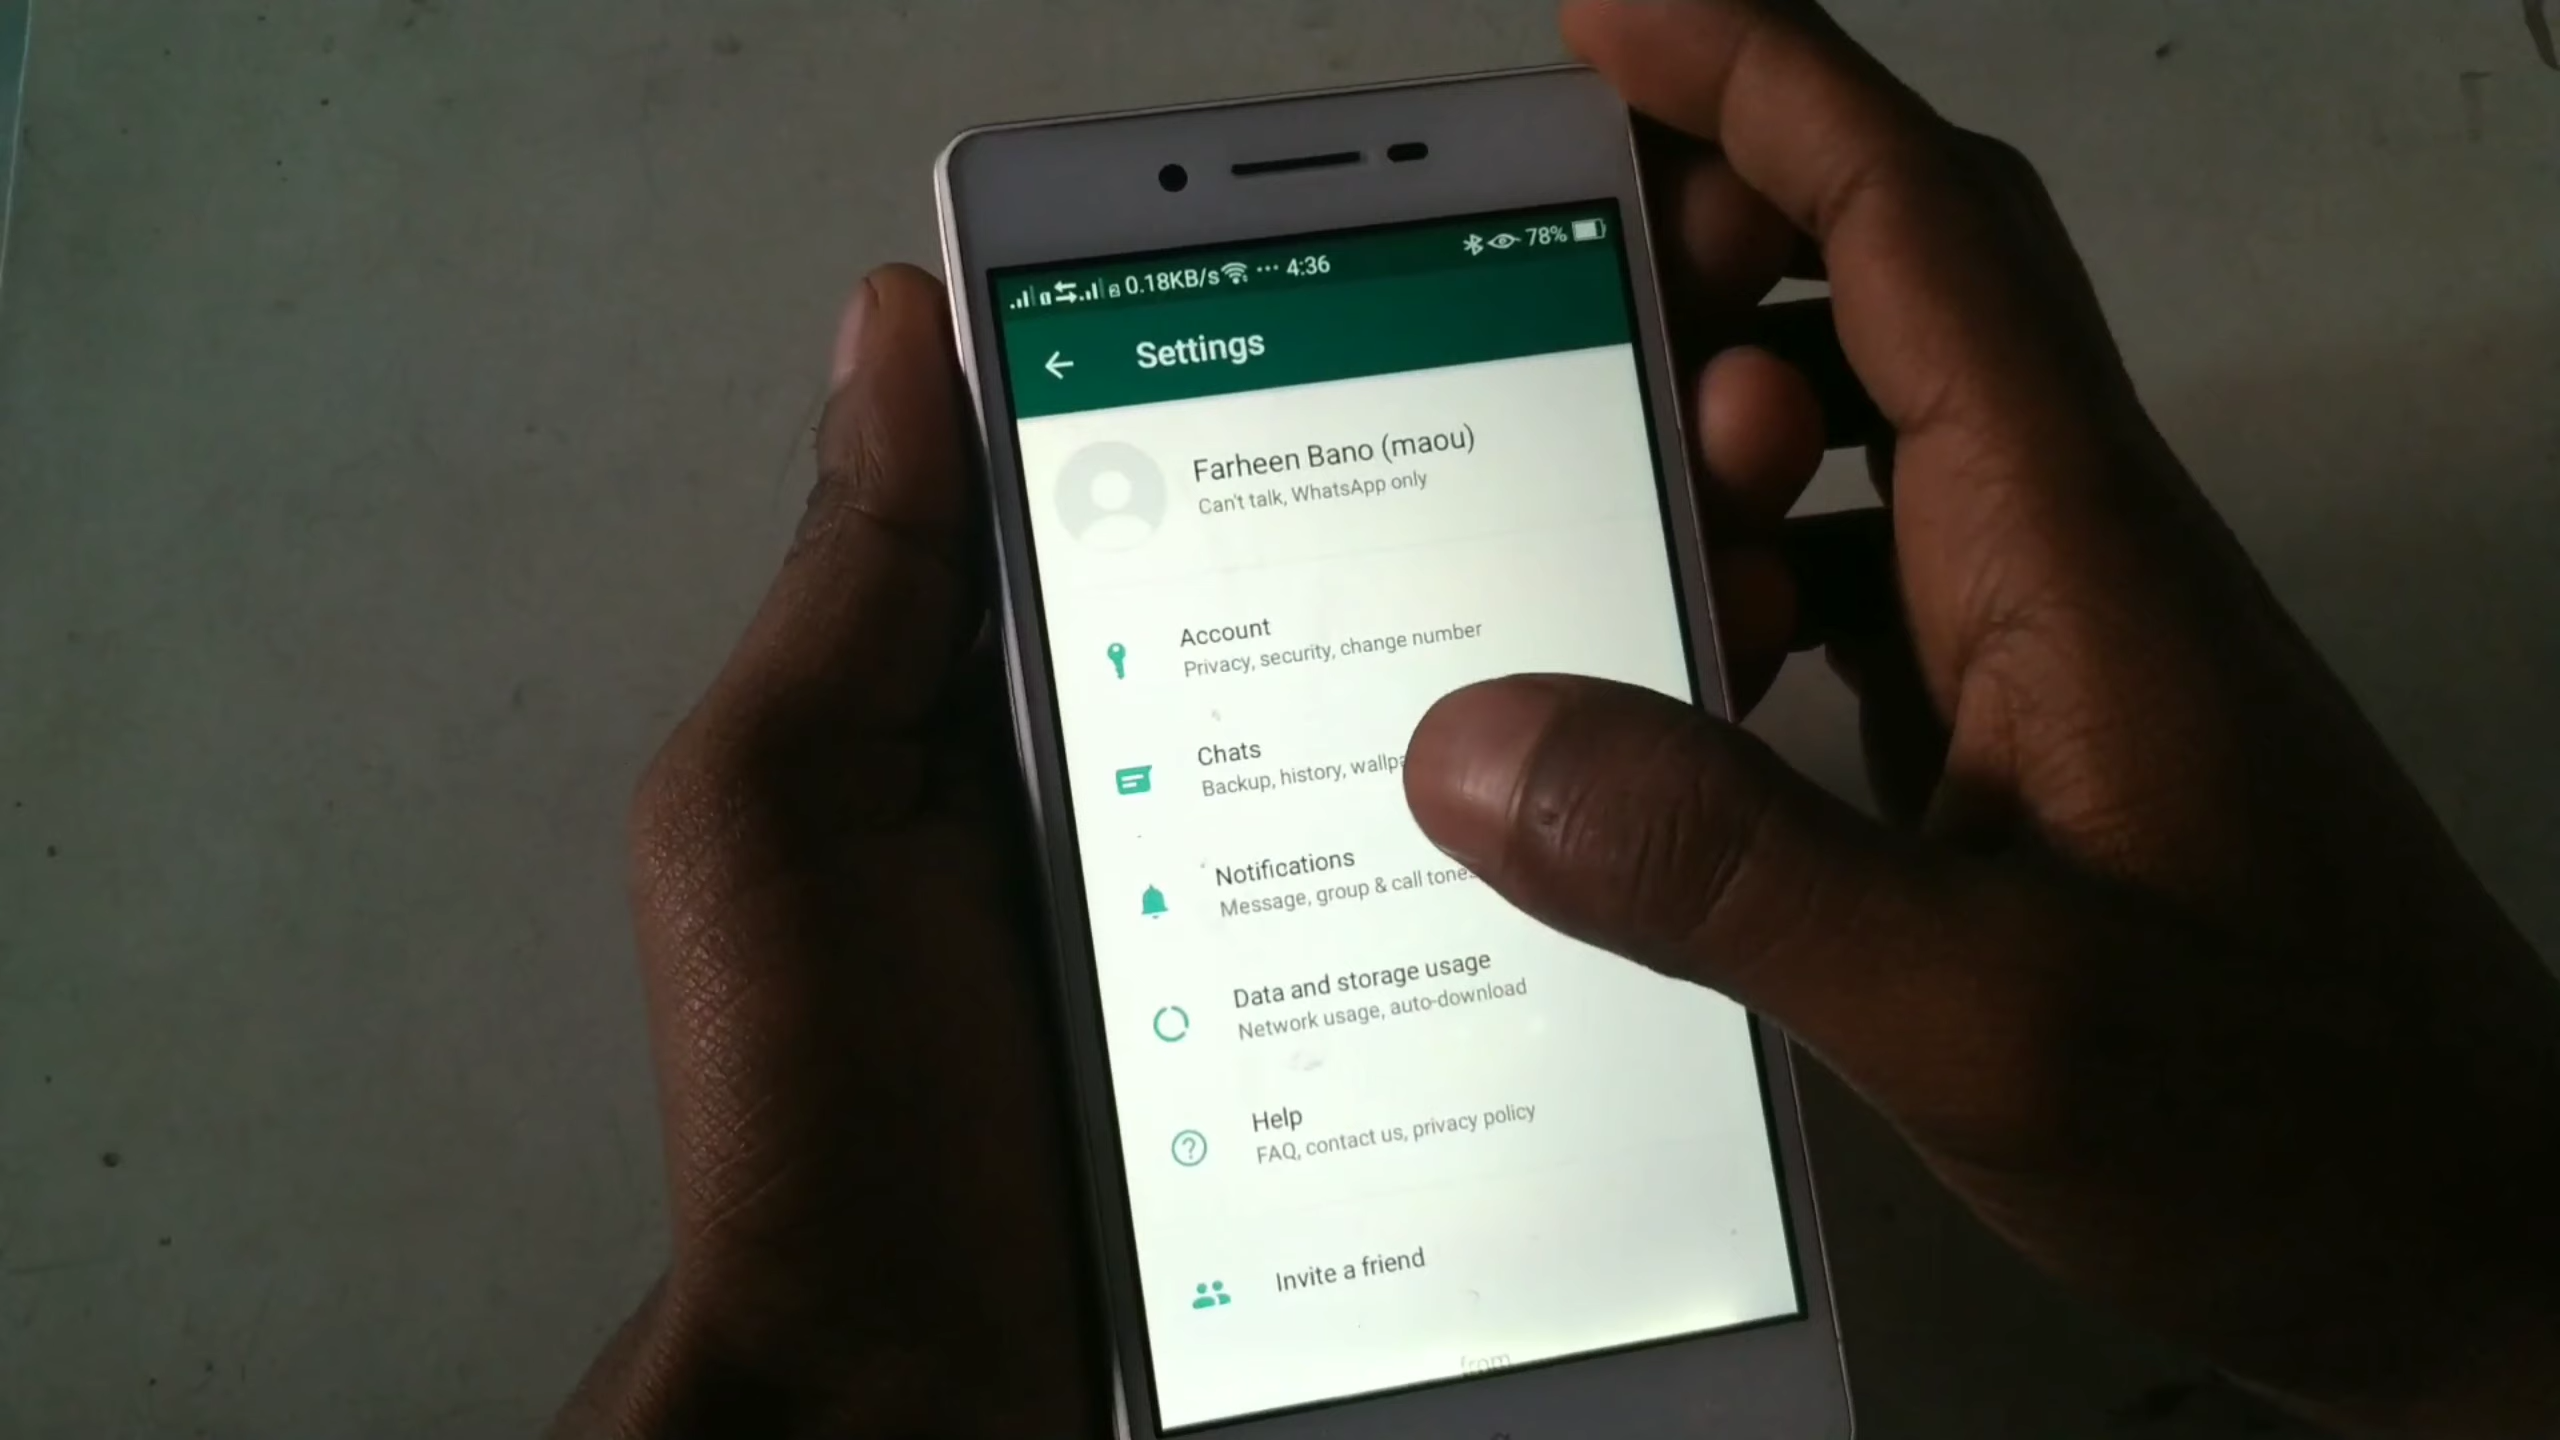 0.18KB/s ... 4:36 78%
Settings
Farheen Bano (maou)
Can't talk, WhatsApp only
Account
Privacy, security, change number
Chats
Backup, history,
Notifications
Message, group & call tones
Data and storage usage
Network usage, auto-download
Help
FAQ, contact us, privacy policy
Invite a friend
from